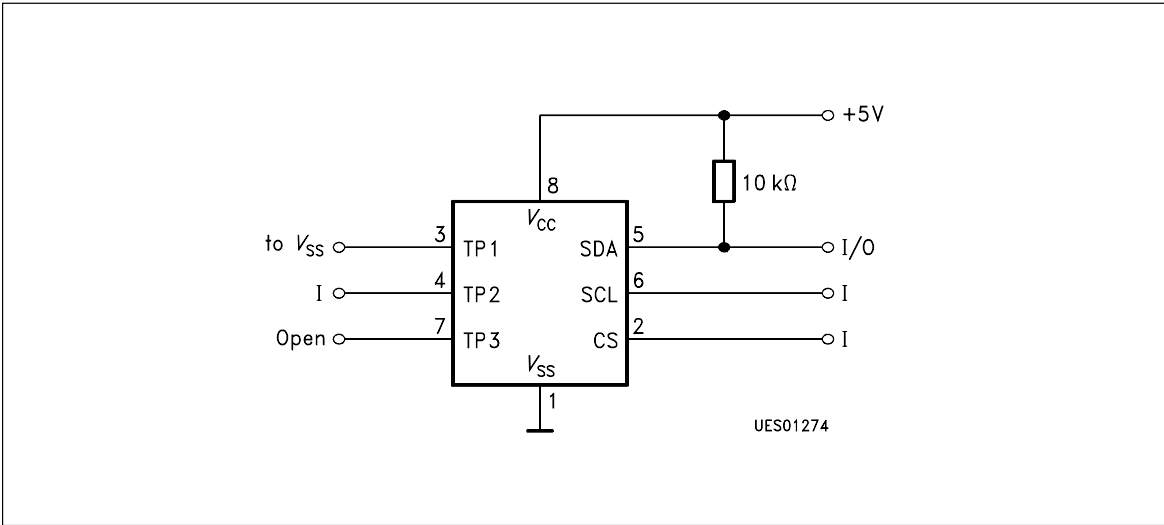 +5V
8
10 kΩ
VCC
to VSS 3 TP1 SDA 5 I/O
I 4 TP2 SCL 6 I
Open 7 TP3 CS 2 I
VSS
1
UES01274